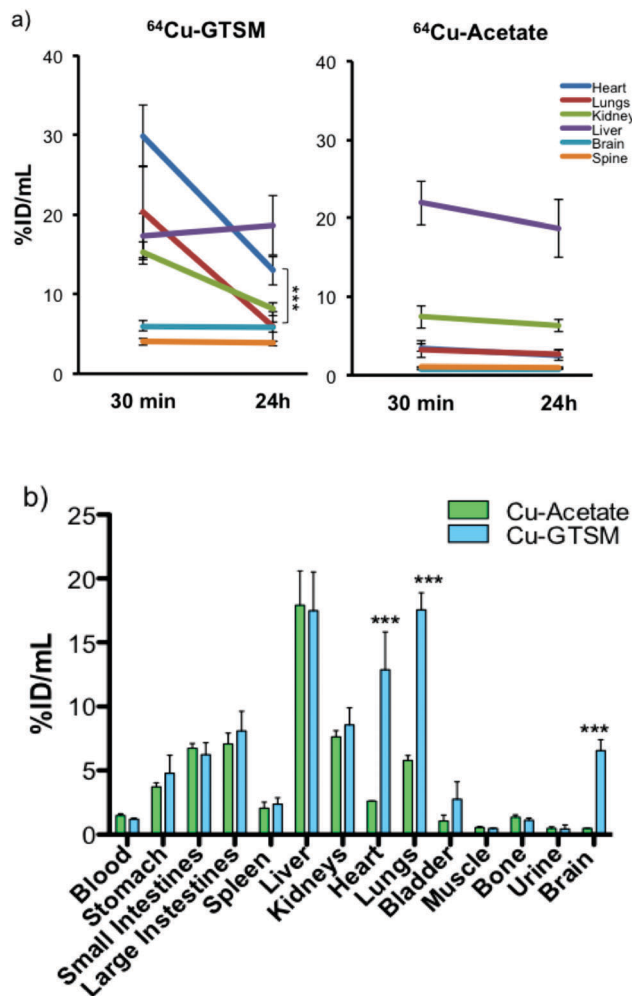 a)
64Cu-GTSM
64Cu-Acetate
40
30
20
10
0
%ID/mL
30 min
24h
***
40
30
20
10
0
30 min
24h
Heart
Lungs
Kidney
Liver
Brain
Spine
b)
Cu-Acetate
Cu-GTSM
25
20
15
10
5
0
%ID/mL
***
***
***
Blood
Stomach
Small Intestines
Large Instestines
Spleen
Liver
Kidneys
Heart
Lungs
Bladder
Muscle
Bone
Urine
Brain